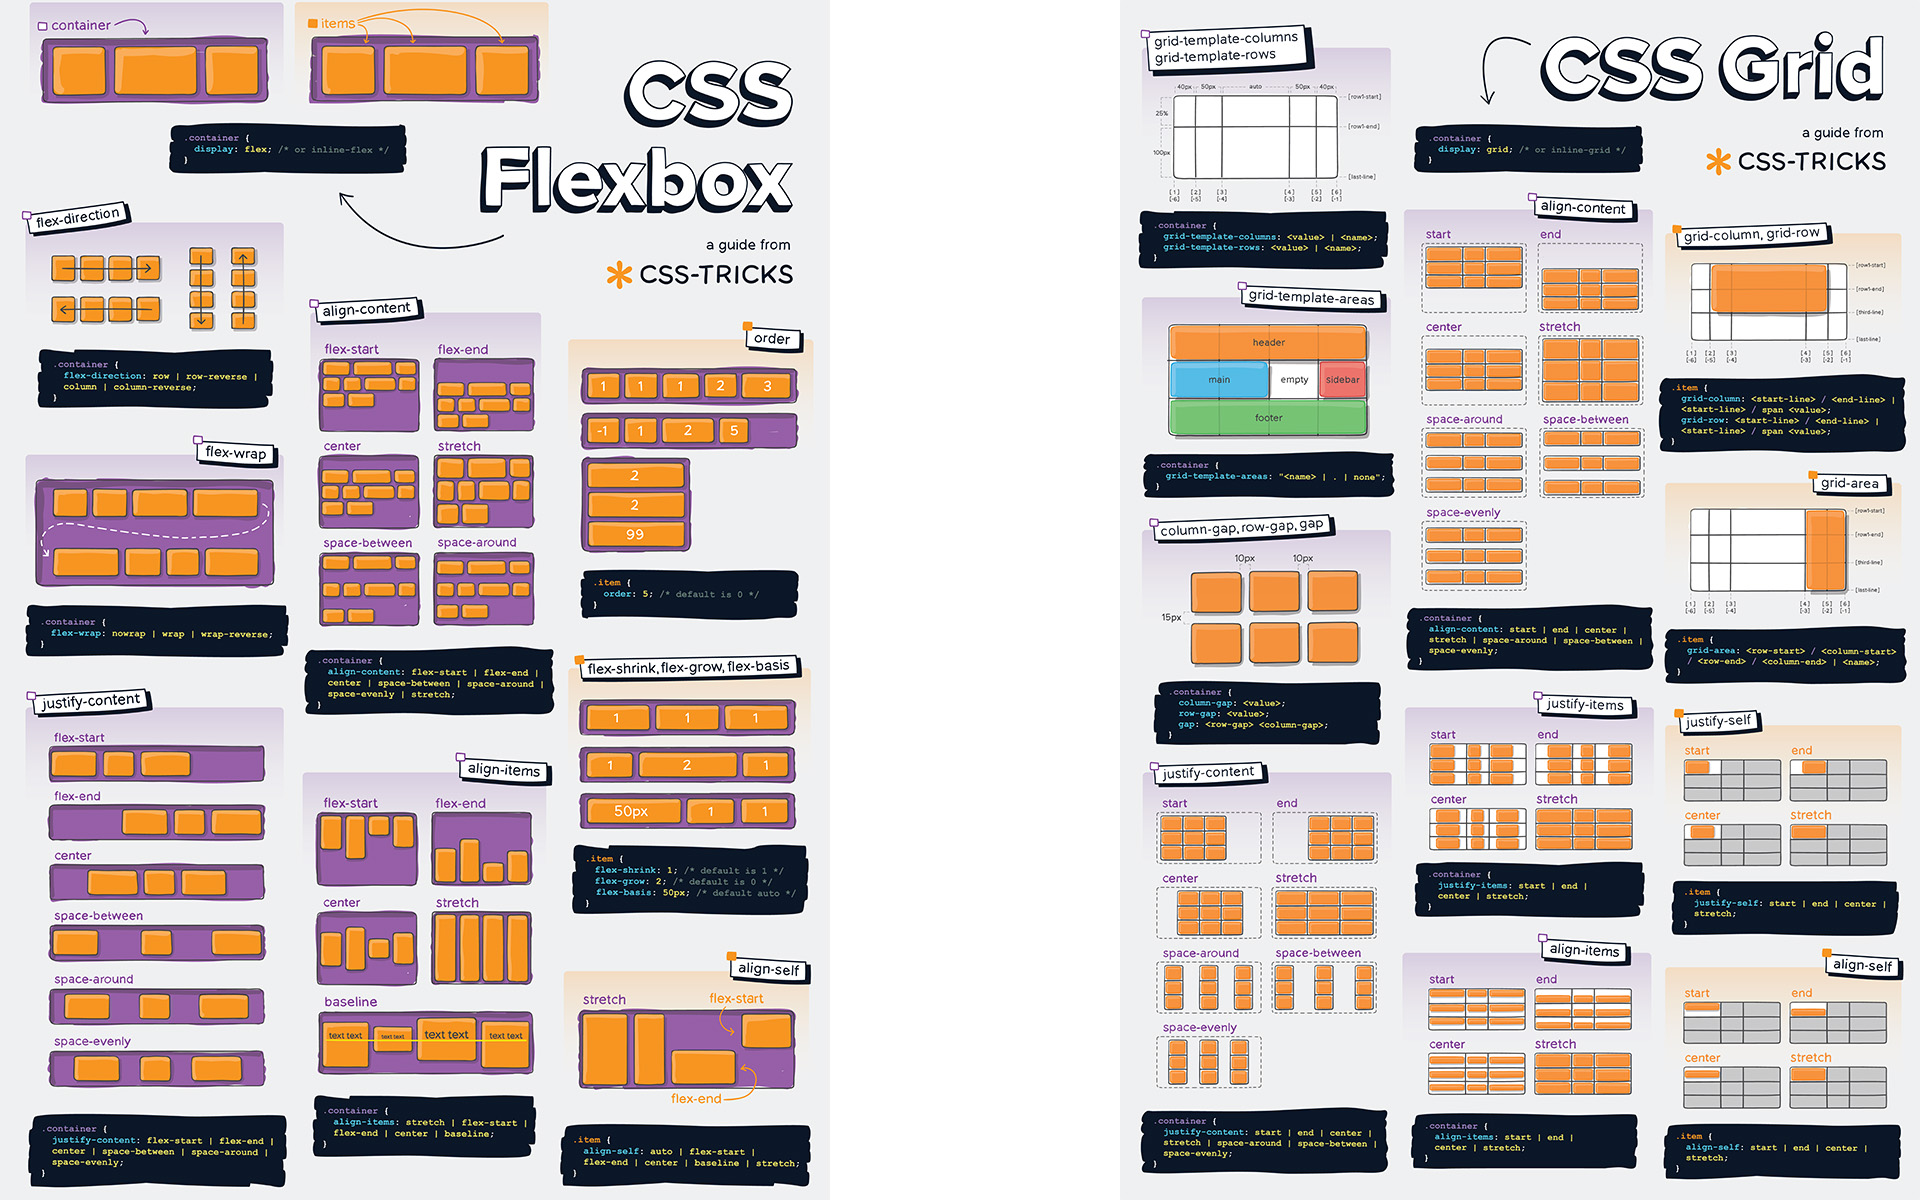 container
items
CSS
Flexbox
a guide from
CSS-TRICKS
.container {
display: flex; /* or inline-flex */
}
flex-direction
.container {
flex-direction: row | row-reverse |
column | column-reverse;
}
flex-wrap
.container {
flex-wrap: nowrap | wrap | wrap-reverse;
}
justify-content
flex-start
flex-end
center
space-between
space-around
space-evenly
.container {
justify-content: flex-start | flex-end |
center | space-between | space-around |
space-evenly;
}
align-content
flex-start
flex-end
center
stretch
space-between
space-around
.container {
align-content: flex-start | flex-end |
center | space-between | space-around |
space-evenly | stretch;
}
align-items
flex-start
flex-end
center
stretch
baseline
text text
text text
text text
text text
.container {
align-items: stretch | flex-start |
flex-end | center | baseline;
}
order
1 1 1 2 3
-1 1 2 5
2
2
99
.item {
order: 5; /* default is 0 */
}
flex-shrink, flex-grow, flex-basis
1 1 1
1 2 1
50px 1 1
.item {
flex-shrink: 1; /* default is 1 */
flex-grow: 2; /* default is 0 */
flex-basis: 50px; /* default auto */
}
align-self
stretch
flex-start
flex-end
.item {
align-self: auto | flex-start |
flex-end | center | baseline | stretch;
}
CSS Grid
a guide from
CSS-TRICKS
.container {
display: grid; /* or inline-grid */
}
grid-template-columns
grid-template-rows
40px 50px auto 50px 40px
25%
100px
[row1-start]
[row1-end]
[last-line]
[1] [2] [3] [4] [5] [6]
[-6] [-5] [-4] [-3] [-2] [-1]
.container {
grid-template-columns: <value> | <name>;
grid-template-rows: <value> | <name>;
}
grid-template-areas
header
main
empty
sidebar
footer
.container {
grid-template-areas: "<name> | . | none";
}
column-gap, row-gap, gap
10px 10px
15px
.container {
column-gap: <value>;
row-gap: <value>;
gap: <row-gap> <column-gap>;
}
justify-content
start
end
center
stretch
space-around
space-between
space-evenly
.container {
justify-content: start | end | center |
stretch | space-around | space-between |
space-evenly;
}
align-content
start
end
center
stretch
space-around
space-between
space-evenly
.container {
align-content: start | end | center |
stretch | space-around | space-between |
space-evenly;
}
justify-items
start
end
center
stretch
.container {
justify-items: start | end |
center | stretch;
}
align-items
start
end
center
stretch
.container {
align-items: start | end |
center | stretch;
}
grid-column, grid-row
[row1-start]
[row1-end]
[third-line]
[last-line]
[1] [2] [3] [4] [5] [6]
[-6] [-5] [-4] [-3] [-2] [-1]
.item {
grid-column: <start-line> / <end-line> |
<start-line> / span <value>;
grid-row: <start-line> / <end-line> |
<start-line> / span <value>;
}
grid-area
[row1-start]
[row1-end]
[third-line]
[last-line]
[1] [2] [3] [4] [5] [6]
[-6] [-5] [-4] [-3] [-2] [-1]
.item {
grid-area: <row-start> / <column-start>
/ <row-end> / <column-end> | <name>;
}
justify-self
start
end
center
stretch
.item {
justify-self: start | end | center |
stretch;
}
align-self
start
end
center
stretch
.item {
align-self: start | end | center |
stretch;
}